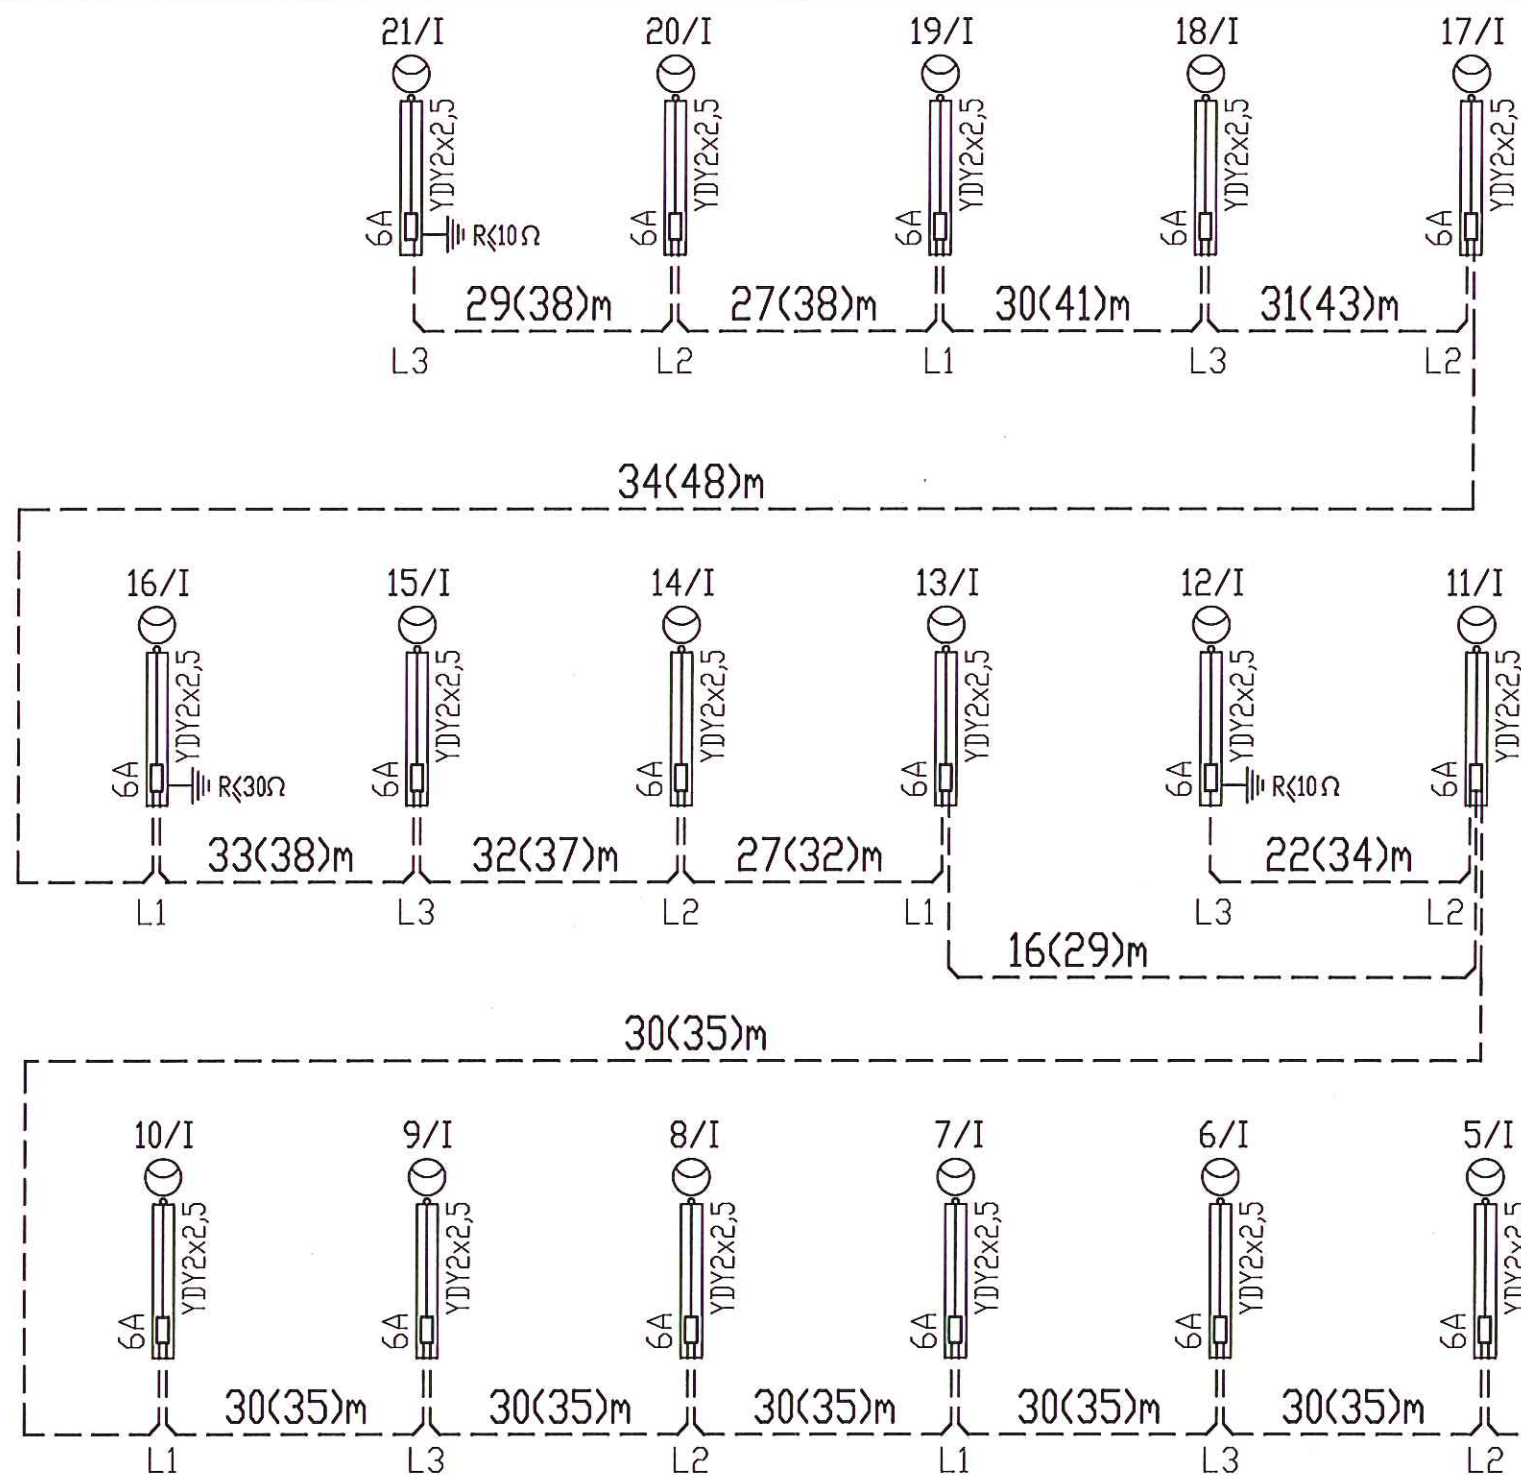 21/I 20/I 19/I 18/I 17/I
YDY2x2,5 YDY2x2,5 YDY2x2,5 YDY2x2,5 YDY2x2,5
6A 6A 6A 6A 6A
R⩽10Ω
29(38)m 27(38)m 30(41)m 31(43)m
L3 L2 L1 L3 L2
34(48)m
16/I 15/I 14/I 13/I 12/I 11/I
YDY2x2,5 YDY2x2,5 YDY2x2,5 YDY2x2,5 YDY2x2,5 YDY2x2,5
6A 6A 6A 6A 6A 6A
R⩽30Ω R⩽10Ω
33(38)m 32(37)m 27(32)m 22(34)m
L1 L3 L2 L1 L3 L2
16(29)m
30(35)m
10/I 9/I 8/I 7/I 6/I 5/I
YDY2x2,5 YDY2x2,5 YDY2x2,5 YDY2x2,5 YDY2x2,5 YDY2x2,5
6A 6A 6A 6A 6A 6A
30(35)m 30(35)m 30(35)m 30(35)m 30(35)m
L1 L3 L2 L1 L3 L2